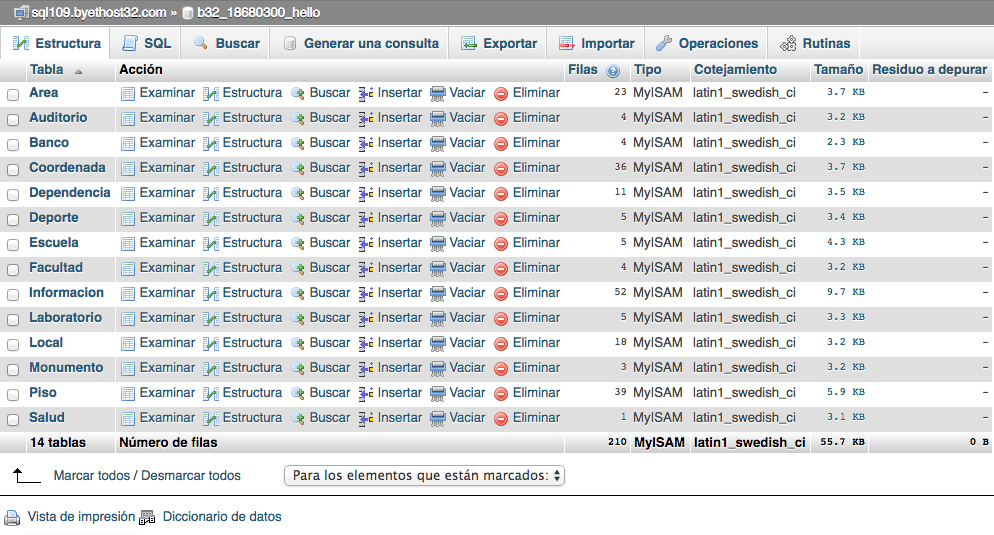 sql109.byethost32.com » b32_18680300_hello
Estructura SQL Buscar Generar una consulta Exportar Importar Operaciones Rutinas
Tabla Acción Filas Tipo Cotejamiento Tamaño Residuo a depurar
Area Examinar Estructura Buscar Insertar Vaciar Eliminar 23 MyISAM latin1_swedish_ci 3.7 KB -
Auditorio Examinar Estructura Buscar Insertar Vaciar Eliminar 4 MyISAM latin1_swedish_ci 3.2 KB -
Banco Examinar Estructura Buscar Insertar Vaciar Eliminar 4 MyISAM latin1_swedish_ci 2.3 KB -
Coordenada Examinar Estructura Buscar Insertar Vaciar Eliminar 36 MyISAM latin1_swedish_ci 3.7 KB -
Dependencia Examinar Estructura Buscar Insertar Vaciar Eliminar 11 MyISAM latin1_swedish_ci 3.5 KB -
Deporte Examinar Estructura Buscar Insertar Vaciar Eliminar 5 MyISAM latin1_swedish_ci 3.4 KB -
Escuela Examinar Estructura Buscar Insertar Vaciar Eliminar 5 MyISAM latin1_swedish_ci 4.3 KB -
Facultad Examinar Estructura Buscar Insertar Vaciar Eliminar 4 MyISAM latin1_swedish_ci 3.2 KB -
Informacion Examinar Estructura Buscar Insertar Vaciar Eliminar 52 MyISAM latin1_swedish_ci 9.7 KB -
Laboratorio Examinar Estructura Buscar Insertar Vaciar Eliminar 5 MyISAM latin1_swedish_ci 3.3 KB -
Local Examinar Estructura Buscar Insertar Vaciar Eliminar 18 MyISAM latin1_swedish_ci 3.2 KB -
Monumento Examinar Estructura Buscar Insertar Vaciar Eliminar 3 MyISAM latin1_swedish_ci 3.2 KB -
Piso Examinar Estructura Buscar Insertar Vaciar Eliminar 39 MyISAM latin1_swedish_ci 5.9 KB -
Salud Examinar Estructura Buscar Insertar Vaciar Eliminar 1 MyISAM latin1_swedish_ci 3.1 KB -
14 tablas Número de filas 210 MyISAM latin1_swedish_ci 55.7 KB 0 B
Marcar todos / Desmarcar todos Para los elementos que están marcados:
Vista de impresión Diccionario de datos